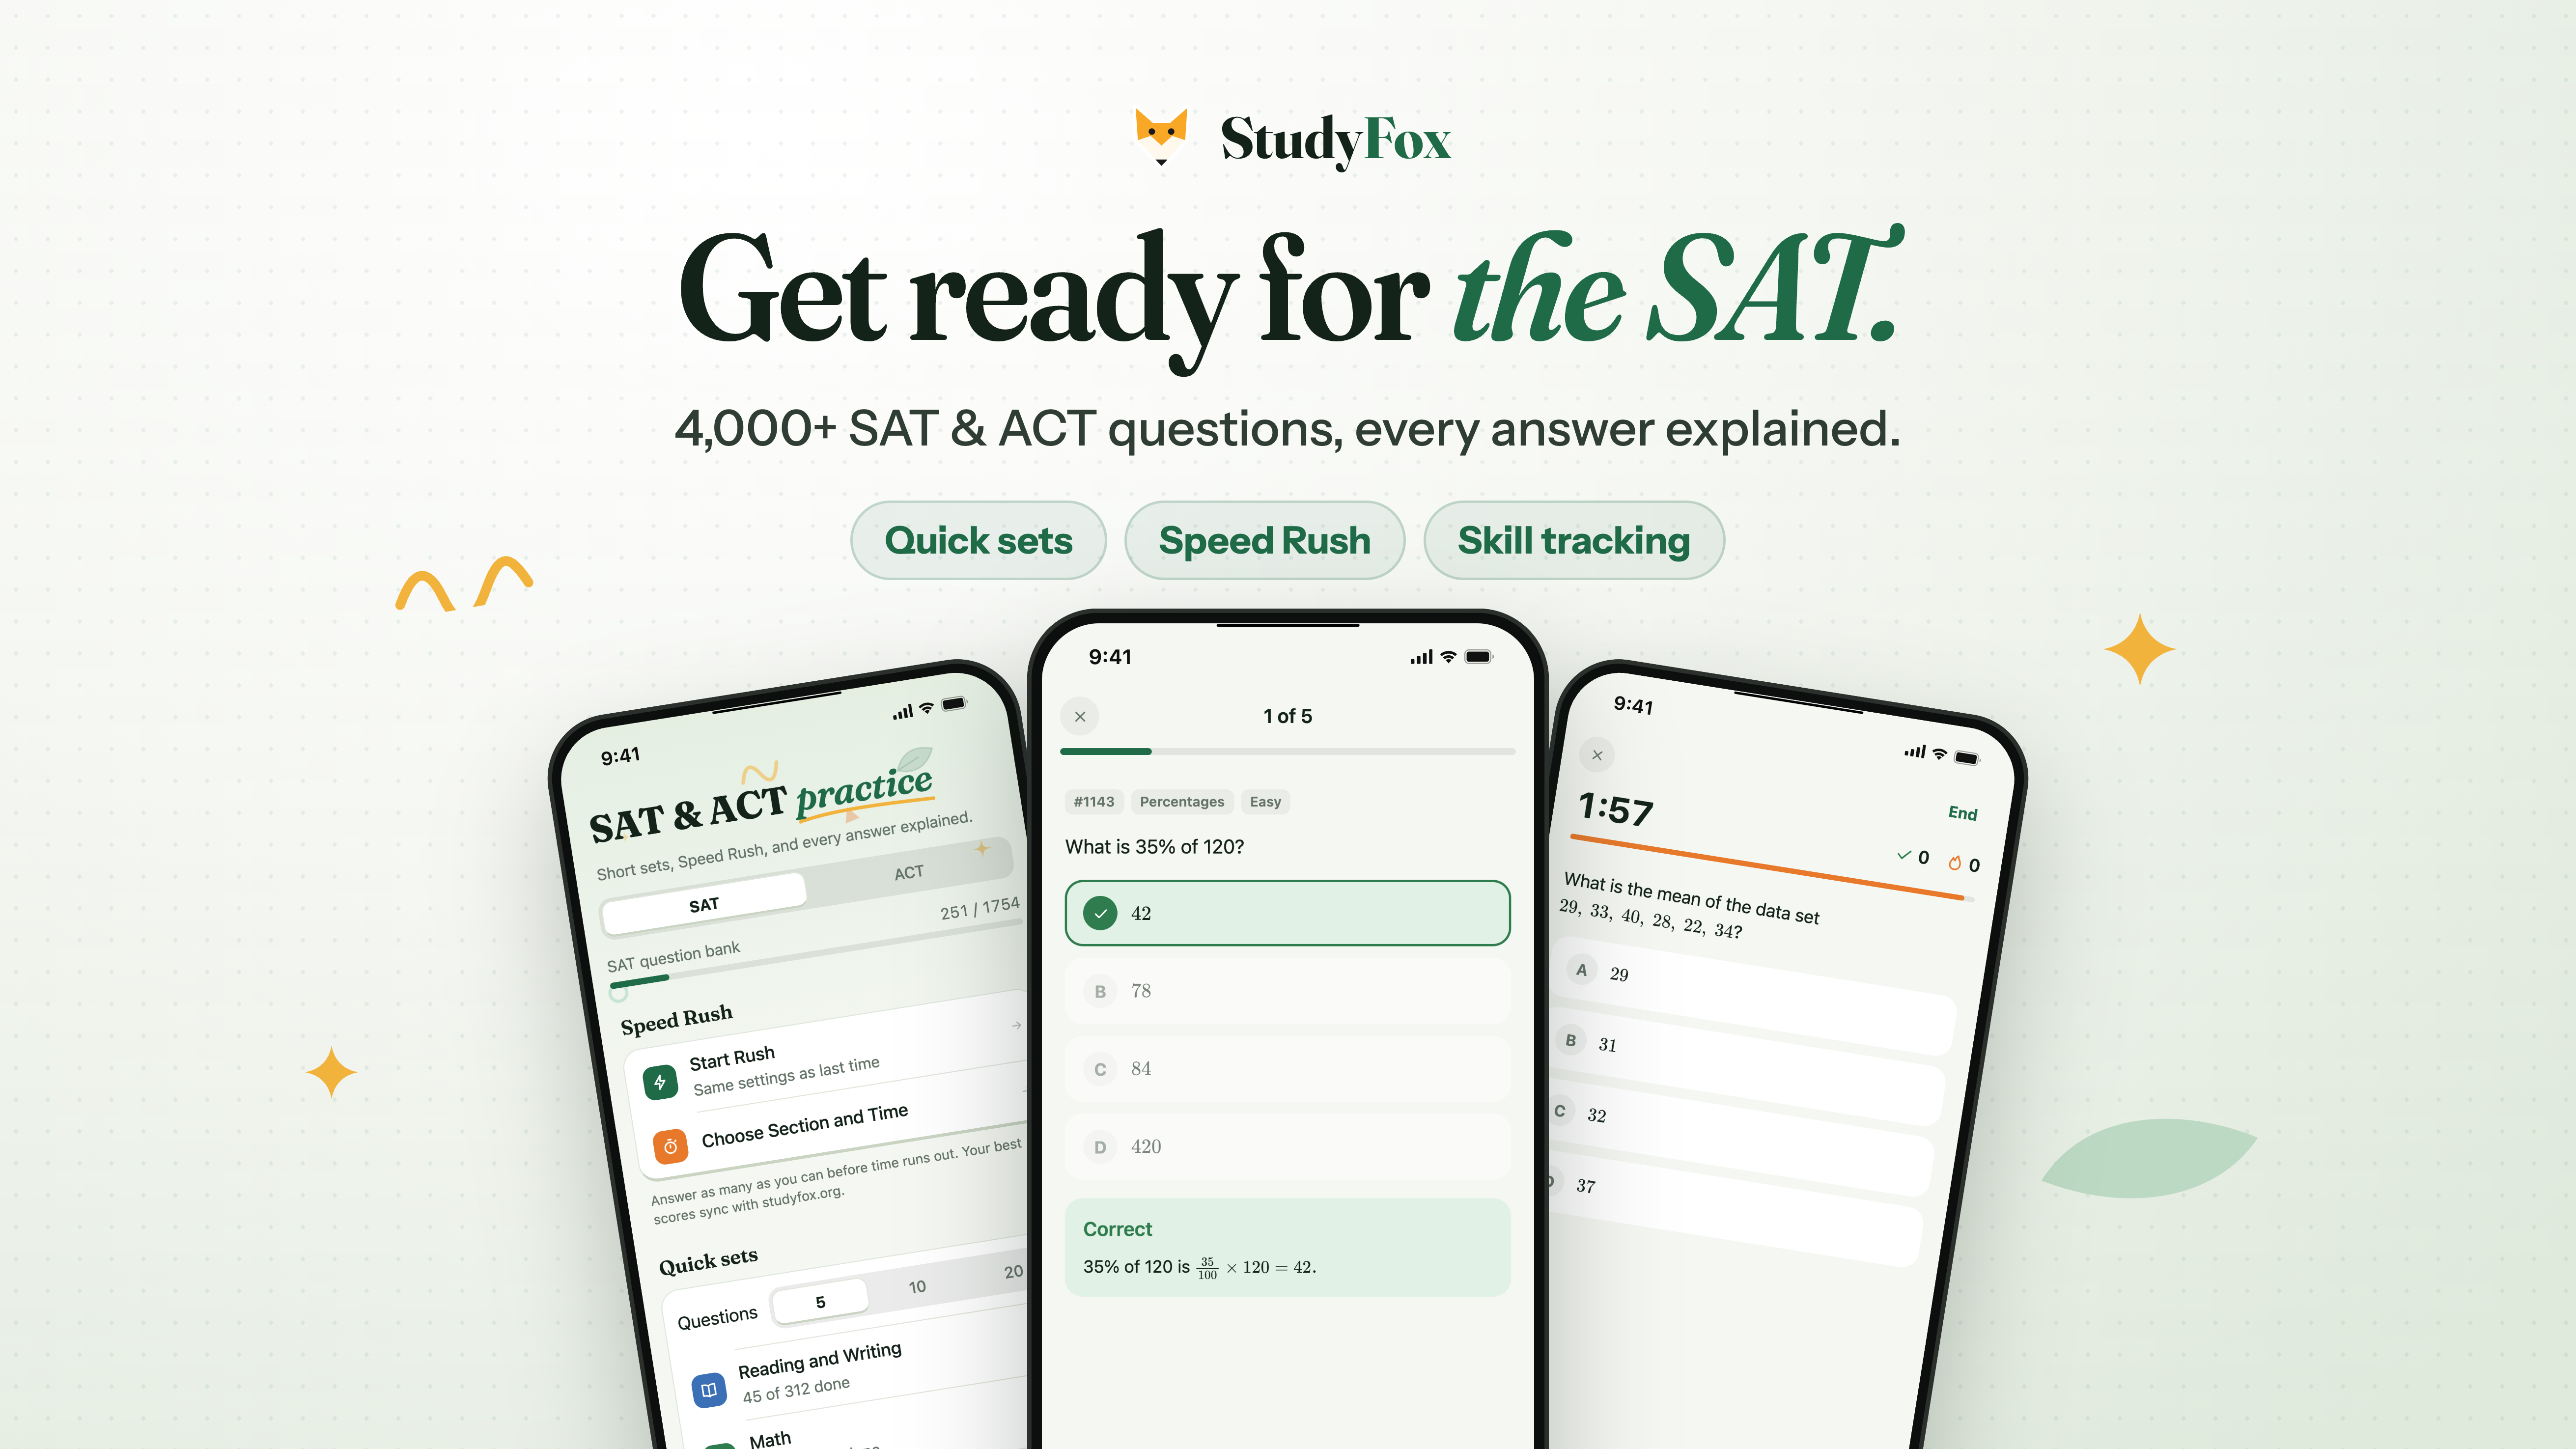 StudyFox
Get ready for the SAT.
4,000+ SAT & ACT questions, every answer explained.
Quick sets
Speed Rush
Skill tracking
9:41
SAT & ACT practice
Short sets, Speed Rush, and every answer explained.
SAT
ACT
SAT question bank
251 / 1754
Speed Rush
Start Rush
Same settings as last time
Choose Section and Time
Answer as many as you can before time runs out. Your best
scores sync with studyfox.org.
Quick sets
Questions
5
10
20
Reading and Writing
45 of 312 done
Math
9:41
1 of 5
#1143
Percentages
Easy
What is 35% of 120?
42
B 78
C 84
D 420
Correct
35% of 120 is 35/100 × 120 = 42.
9:41
1:57
End
0
0
What is the mean of the data set
29, 33, 40, 28, 22, 34?
A 29
B 31
C 32
D 37